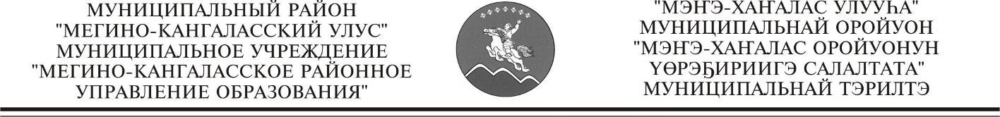 МУНИЦИПАЛЬНЫЙ РАЙОН
"МЕГИНО-КАНГАЛАССКИЙ УЛУС"
МУНИЦИПАЛЬНОЕ УЧРЕЖДЕНИЕ
"МЕГИНО-КАНГАЛАССКОЕ РАЙОННОЕ
УПРАВЛЕНИЕ ОБРАЗОВАНИЯ"
"МЭҤЭ-ХАҤАЛАС УЛУУҺА"
МУНИЦИПАЛЬНАЙ ОРОЙУОН
"МЭҤЭ-ХАҤАЛАС ОРОЙУОНУН
ҮӨРЭҔИРИИГЭ САЛАЛТАТА"
МУНИЦИПАЛЬНАЙ ТЭРИЛТЭ